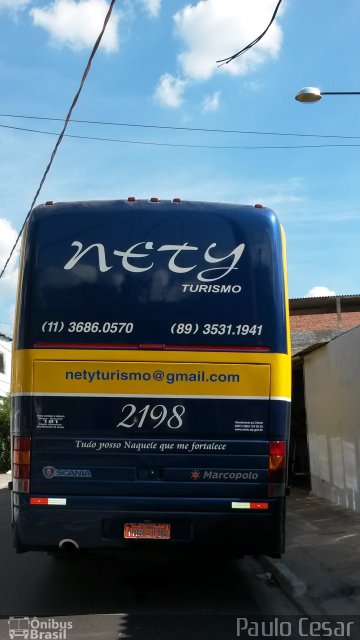 NETY
TURISMO
(11) 3686.0570
(89) 3531.1941
netyturismo@gmail.com
2198
181
Tudo posso Naquele que me fortalece
SCANIA
Marcopolo
Ônibus
Brasil
Paulo Cesar